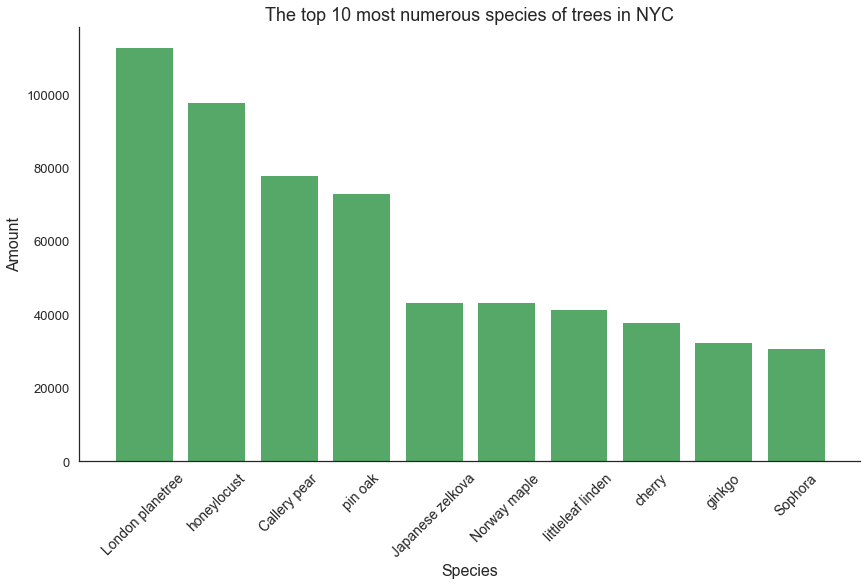 The top 10 most numerous species of trees in NYC
Amount
100000
80000
60000
40000
20000
0
London planetree
honeylocust
Callery pear
pin oak
Japanese zelkova
Norway maple
littleleaf linden
cherry
ginkgo
Sophora
Species